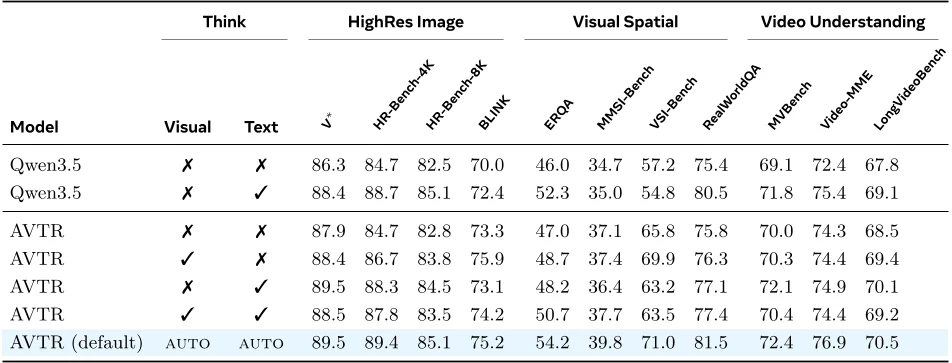 Think HighRes Image Visual Spatial Video Understanding
Model Visual Text V* HR-Bench-4K HR-Bench-8K BLINK ERQA MMSI-Bench VSI-Bench RealWorldQA MVBench Video-MME LongVideoBench
Qwen3.5 ✗ ✗ 86.3 84.7 82.5 70.0 46.0 34.7 57.2 75.4 69.1 72.4 67.8
Qwen3.5 ✗ ✓ 88.4 88.7 85.1 72.4 52.3 35.0 54.8 80.5 71.8 75.4 69.1
AVTR ✗ ✗ 87.9 84.7 82.8 73.3 47.0 37.1 65.8 75.8 70.0 74.3 68.5
AVTR ✓ ✗ 88.4 86.7 83.8 75.9 48.7 37.4 69.9 76.3 70.3 74.4 69.4
AVTR ✗ ✓ 89.5 88.3 84.5 73.1 48.2 36.4 63.2 77.1 72.1 74.9 70.1
AVTR ✓ ✓ 88.5 87.8 83.5 74.2 50.7 37.7 63.5 77.4 70.4 74.4 69.2
AVTR (default) AUTO AUTO 89.5 89.4 85.1 75.2 54.2 39.8 71.0 81.5 72.4 76.9 70.5